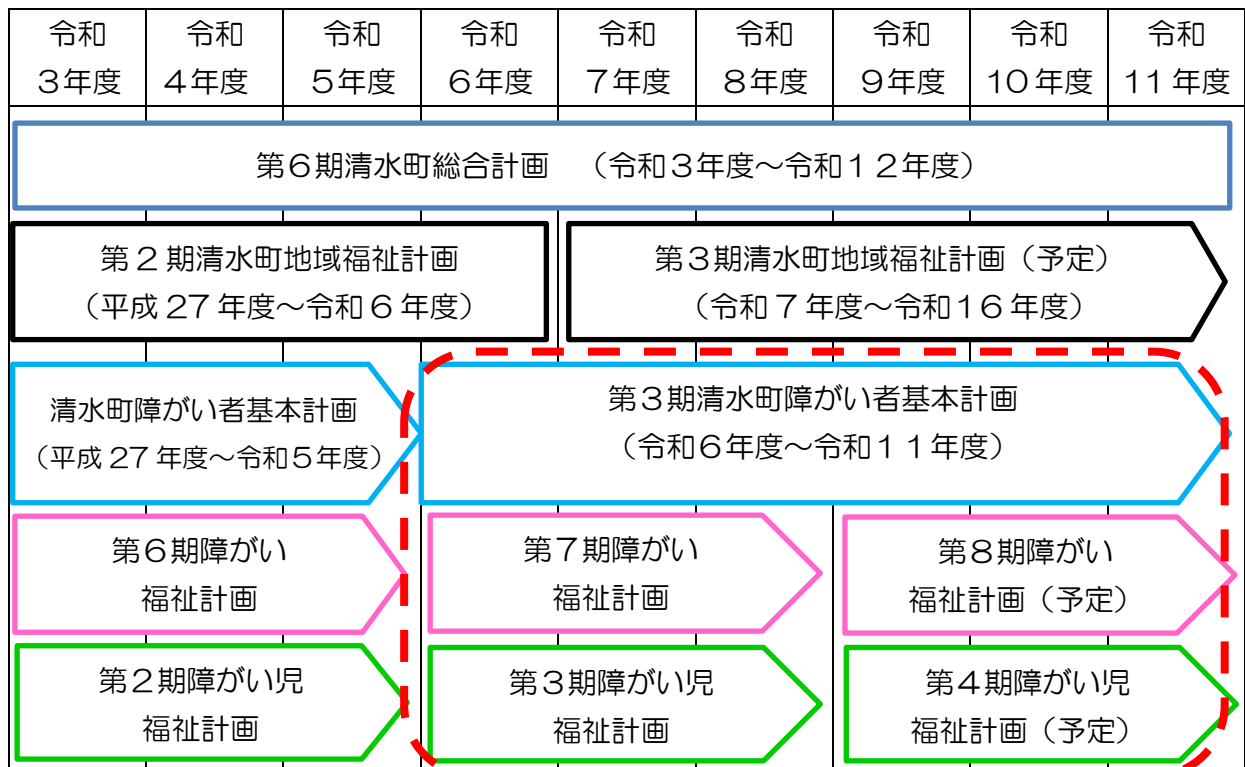 令和 令和 令和 令和 令和 令和 令和 令和 令和
3年度 4年度 5年度 6年度 7年度 8年度 9年度 10年度 11年度
第6期清水町総合計画 （令和3年度～令和12年度）
第2期清水町地域福祉計画
（平成27年度～令和6年度）
第3期清水町地域福祉計画（予定）
（令和7年度～令和16年度）
清水町障がい者基本計画
（平成27年度～令和5年度）
第3期清水町障がい者基本計画
（令和6年度～令和11年度）
第6期障がい
福祉計画
第7期障がい
福祉計画
第8期障がい
福祉計画（予定）
第2期障がい児
福祉計画
第3期障がい児
福祉計画
第4期障がい児
福祉計画（予定）